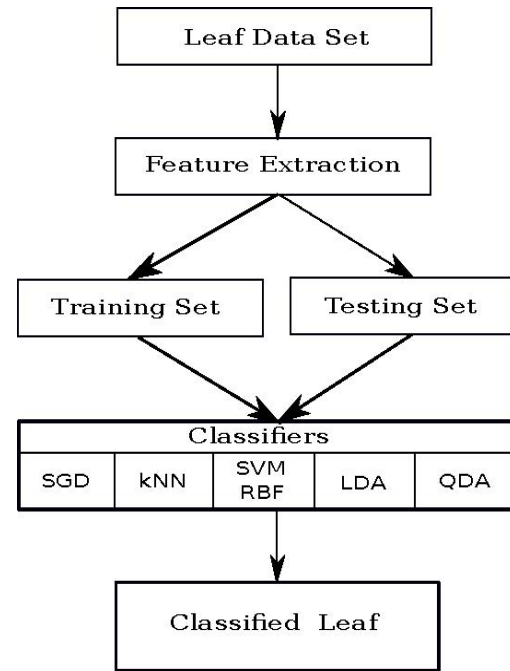 Leaf Data Set
Feature Extraction
Training Set
Testing Set
Classifiers
SGD
kNN
SVM
RBF
LDA
QDA
Classified Leaf